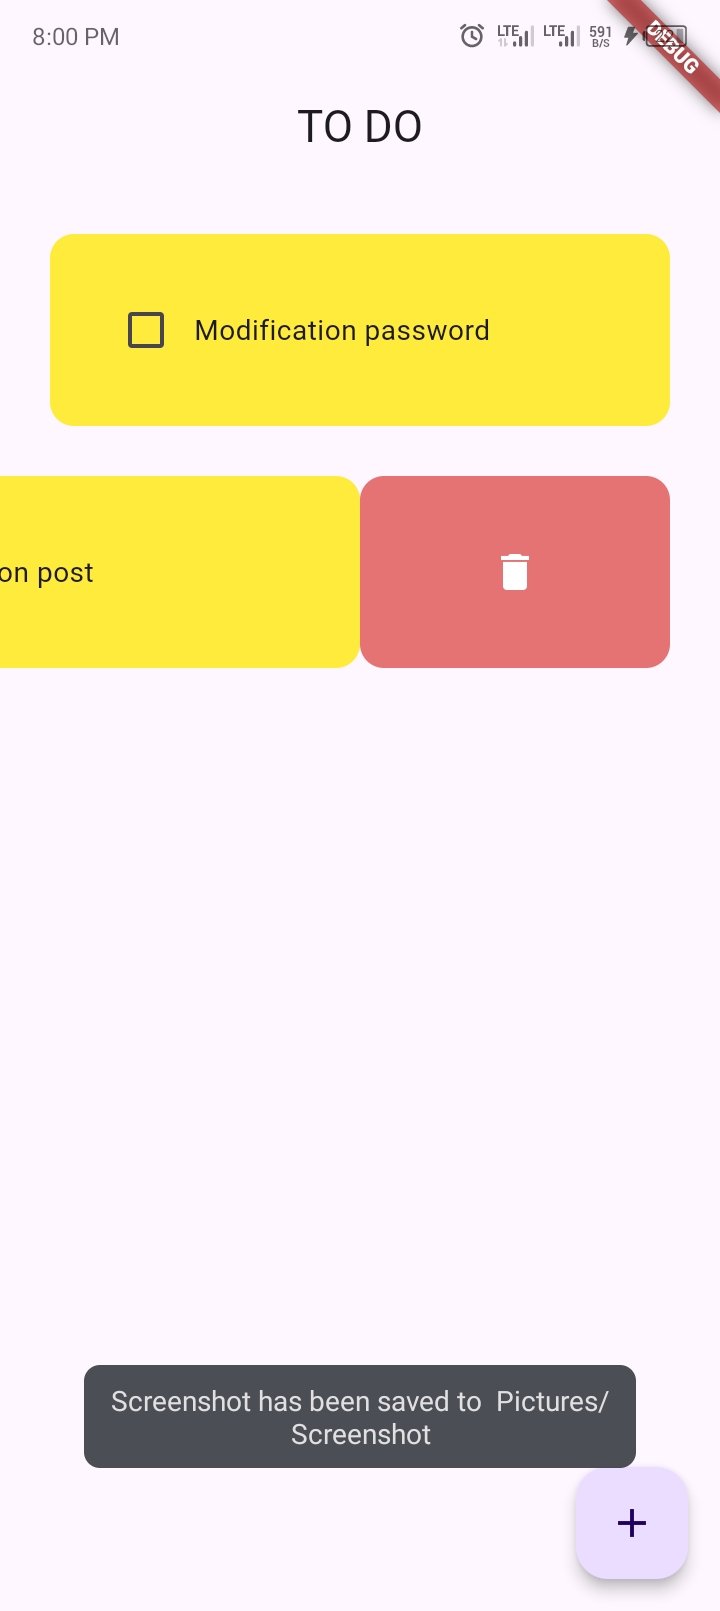 8:00 PM LTE LTE 591 B/S
DEBUG
TO DO
Modification password
on post
Screenshot has been saved to  Pictures/
Screenshot
+